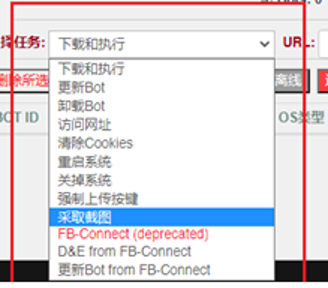 择任务: 下载和执行 URL:
删除所选 离线
BOT ID OS类型
下载和执行
更新Bot
卸载Bot
访问网址
清除Cookies
重启系统
关掉系统
强制上传按键
采取截图
FB-Connect (deprecated)
D&E from FB-Connect
更新Bot from FB-Connect